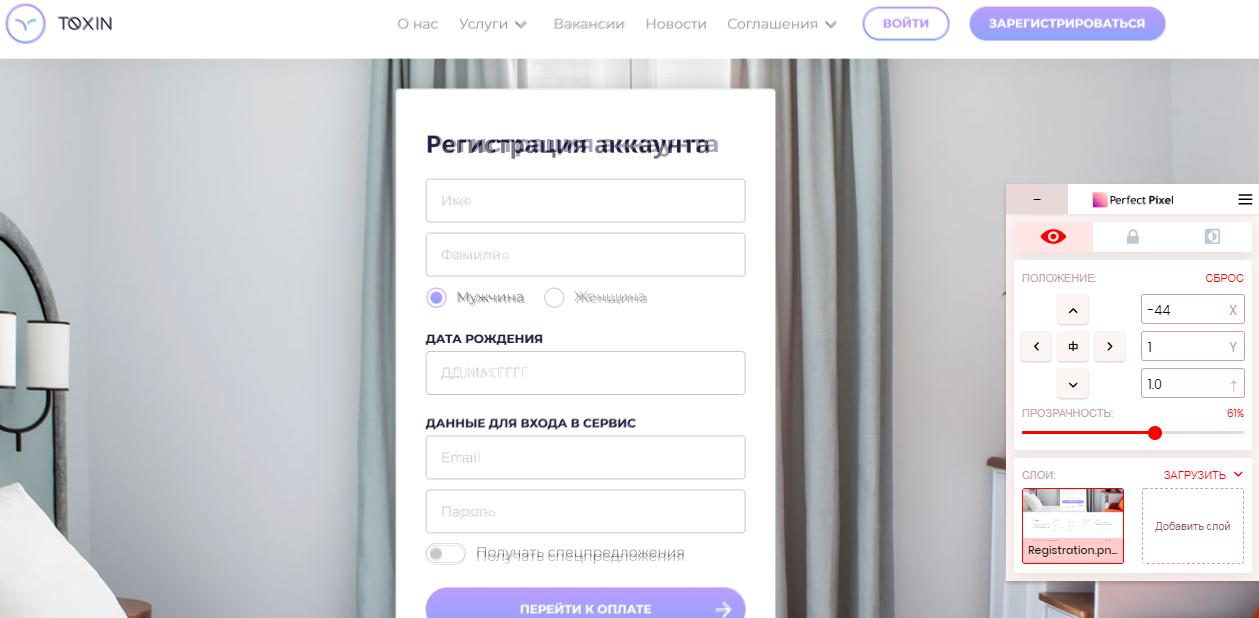 TOXIN
О нас Услуги Вакансии Новости Соглашения ВОЙТИ ЗАРЕГИСТРИРОВАТЬСЯ
Регистрация аккаунта
Имя
Фамилия
Мужчина Женщина
ДАТА РОЖДЕНИЯ
ДД.ММ.ГГГГ
ДАННЫЕ ДЛЯ ВХОДА В СЕРВИС
Email
Пароль
Получать спецпредложения
ПЕРЕЙТИ К ОПЛАТЕ
Perfect Pixel
ПОЛОЖЕНИЕ: СБРОС
-44 X
1 Y
1.0
ПРОЗРАЧНОСТЬ: 61%
СЛОИ: ЗАГРУЗИТЬ
Registration.pn...
Добавить слой